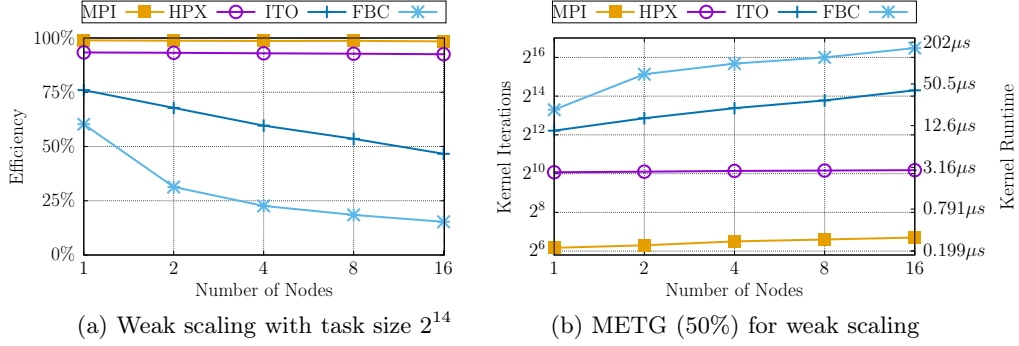 MPI HPX ITO FBC
100%
75%
50%
25%
0%
Efficiency
1 2 4 8 16
Number of Nodes
(a) Weak scaling with task size 2^14
MPI HPX ITO FBC
2^16
2^14
2^12
2^10
2^8
2^6
Kernel Iterations
202μs
50.5μs
12.6μs
3.16μs
0.791μs
0.199μs
Kernel Runtime
1 2 4 8 16
Number of Nodes
(b) METG (50%) for weak scaling